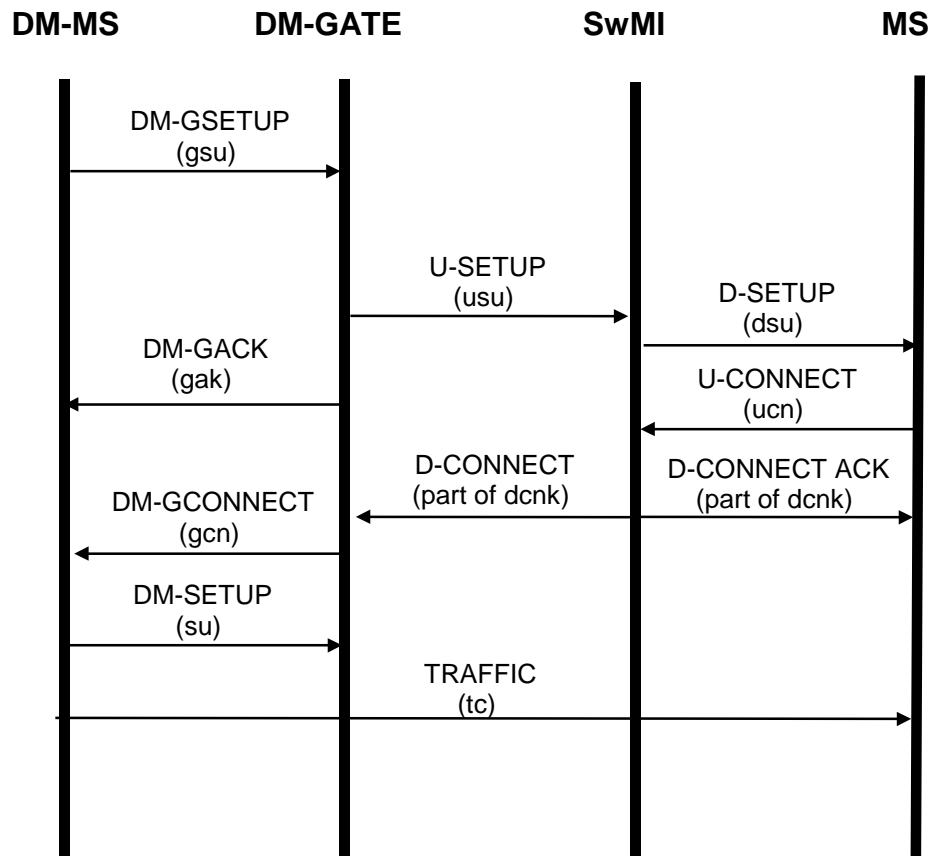 DM-MS DM-GATE SwMI MS
DM-GSETUP
(gsu)
U-SETUP
(usu)
D-SETUP
(dsu)
DM-GACK
(gak)
U-CONNECT
(ucn)
D-CONNECT
(part of dcnk)
D-CONNECT ACK
(part of dcnk)
DM-GCONNECT
(gcn)
DM-SETUP
(su)
TRAFFIC
(tc)